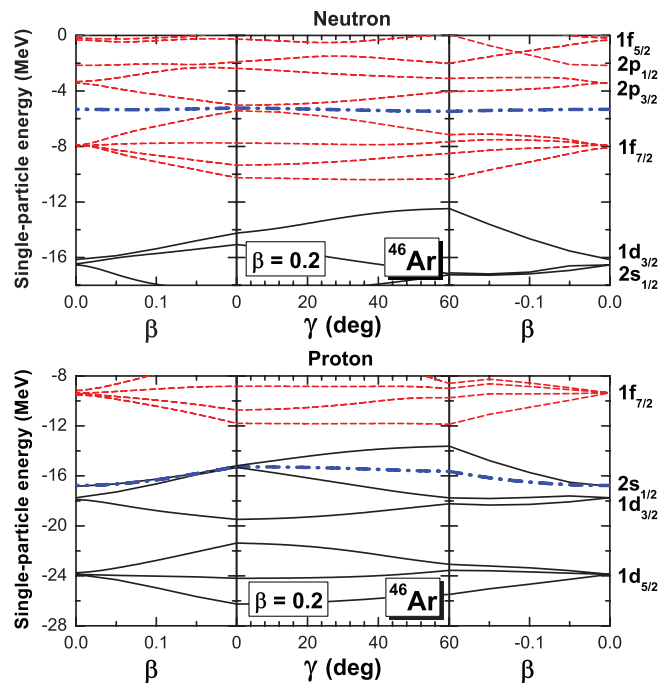 Neutron
Single-particle energy (MeV)
0
-4
-8
-12
-16
1f5/2
2p1/2
2p3/2
1f7/2
1d3/2
2s1/2
β = 0.2
46Ar
0.0 0.1 0 20 40 60 -0.1 0.0
β γ (deg) β
Proton
Single-particle energy (MeV)
-8
-12
-16
-19
-22
-24
-28
1f7/2
2s1/2
1d3/2
1d5/2
β = 0.2
46Ar
0.0 0.1 0 20 40 60 -0.1 0.0
β γ (deg) β